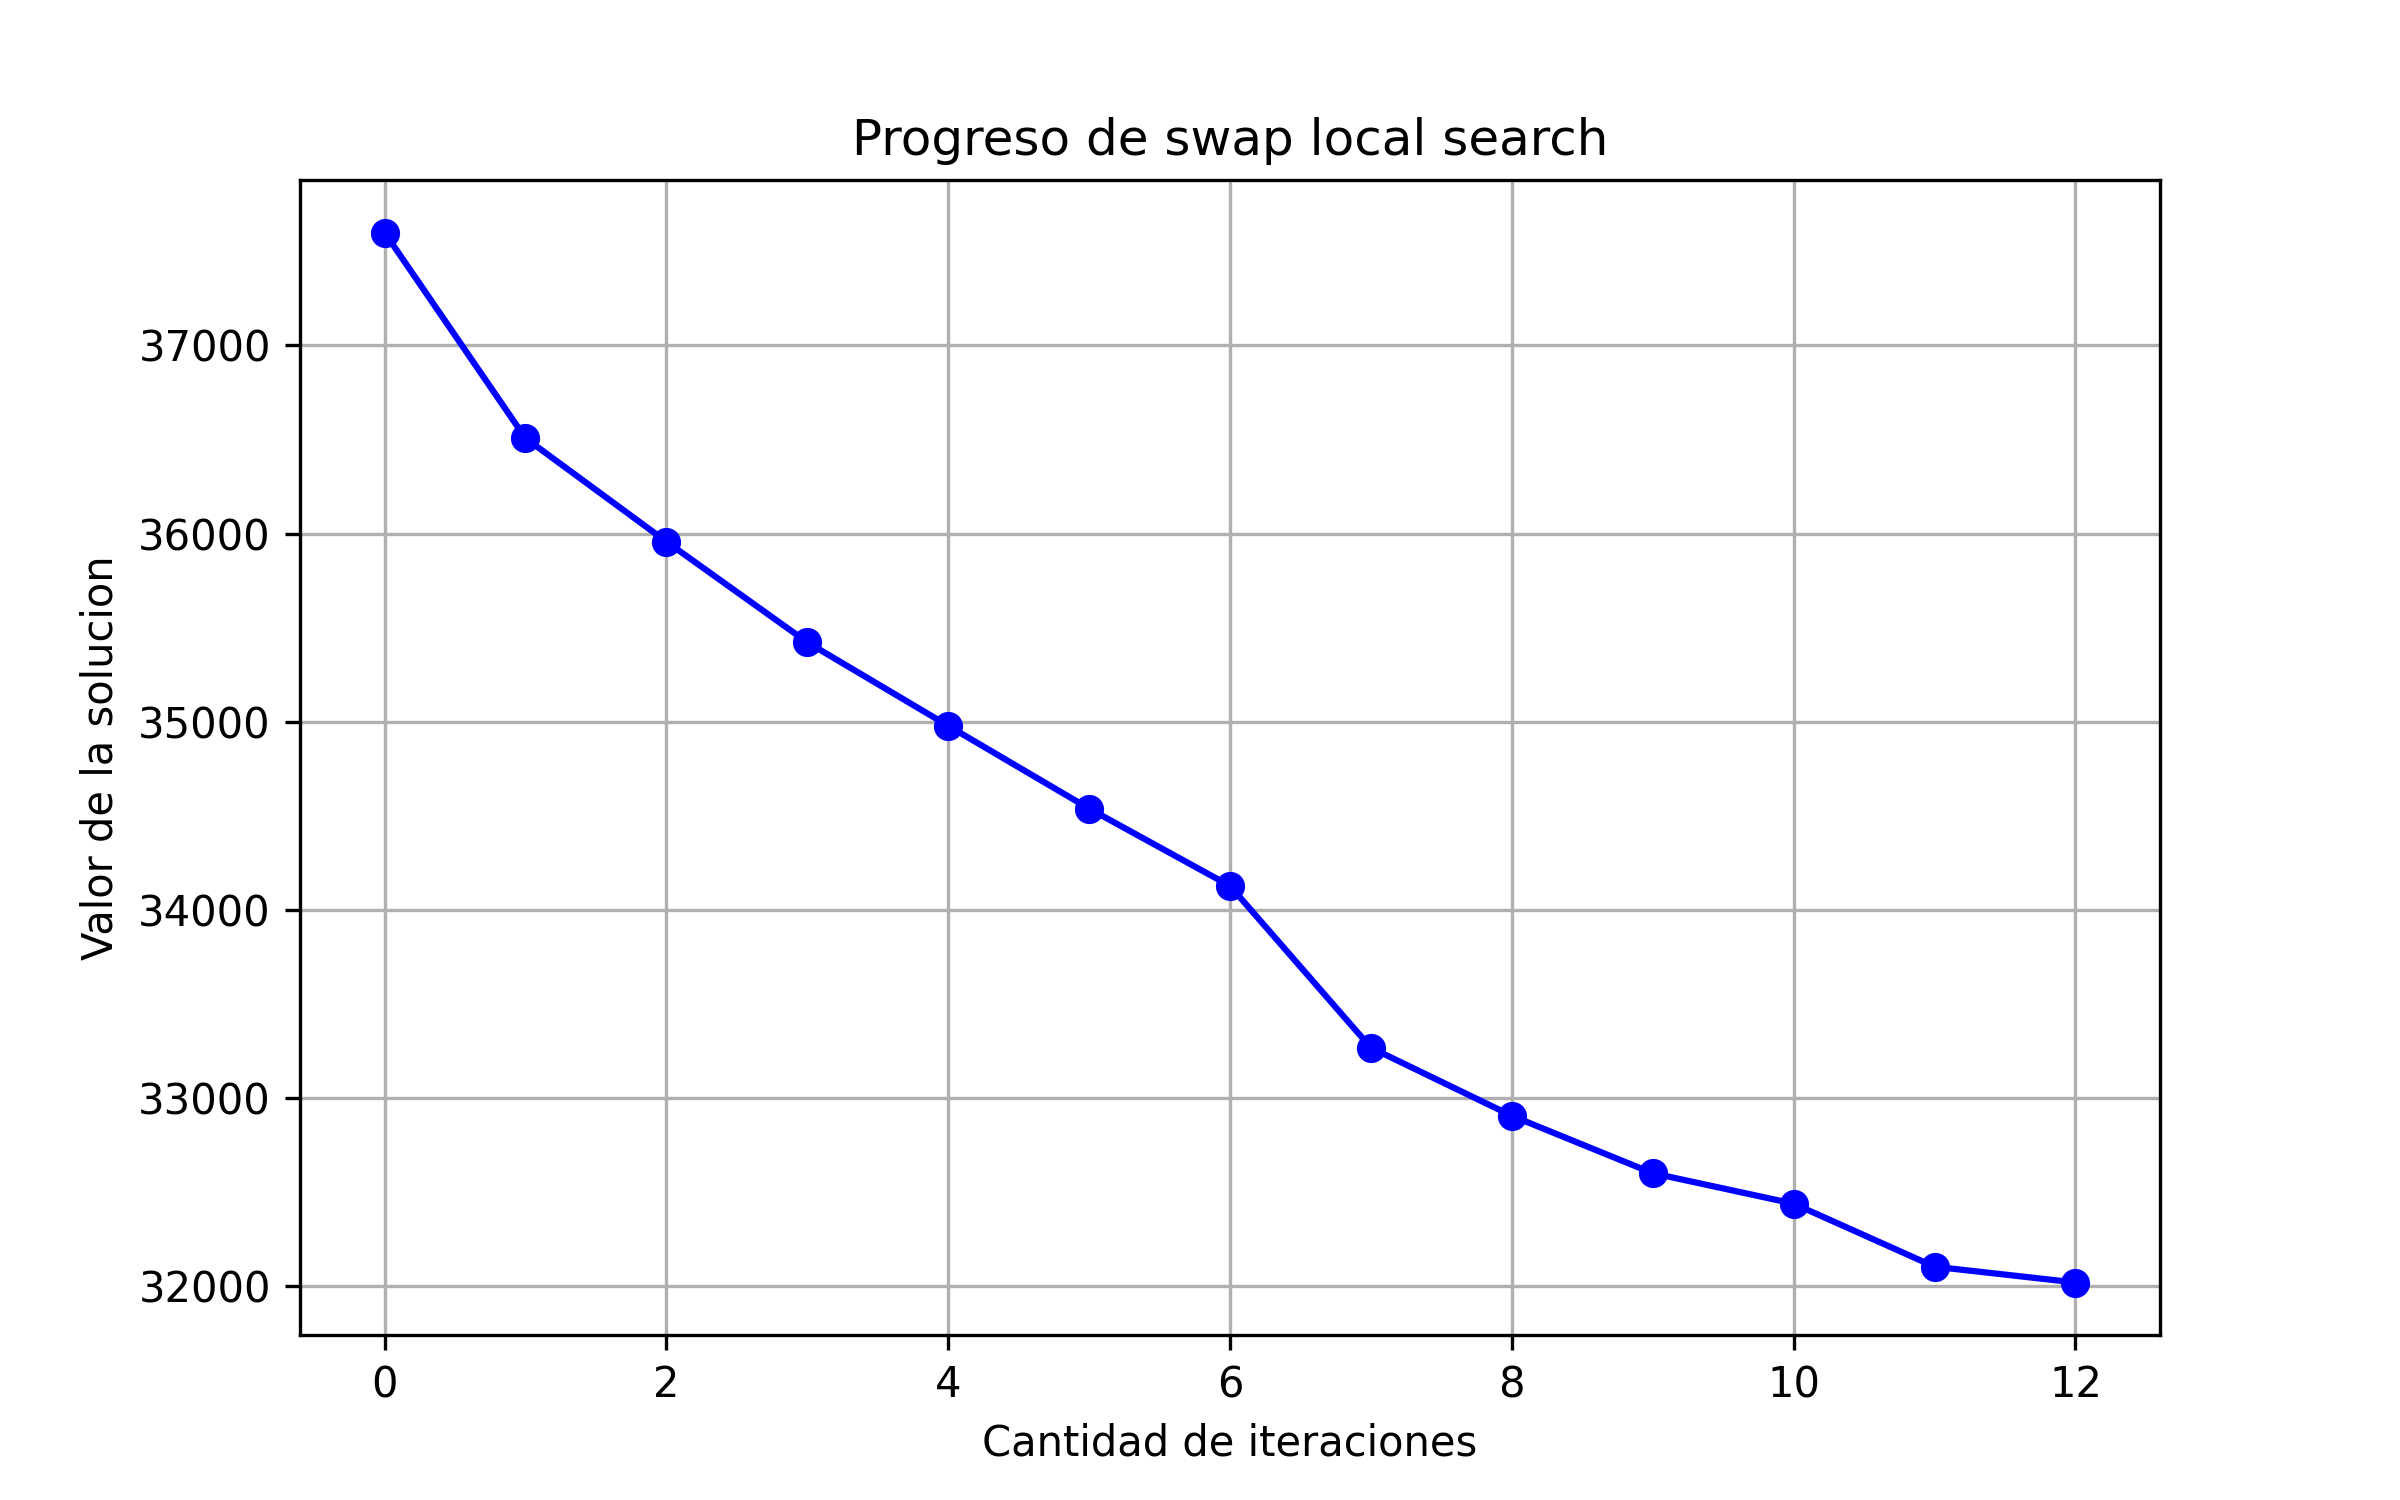 Progreso de swap local search
Valor de la solucion
37000
36000
35000
34000
33000
32000
0 2 4 6 8 10 12
Cantidad de iteraciones